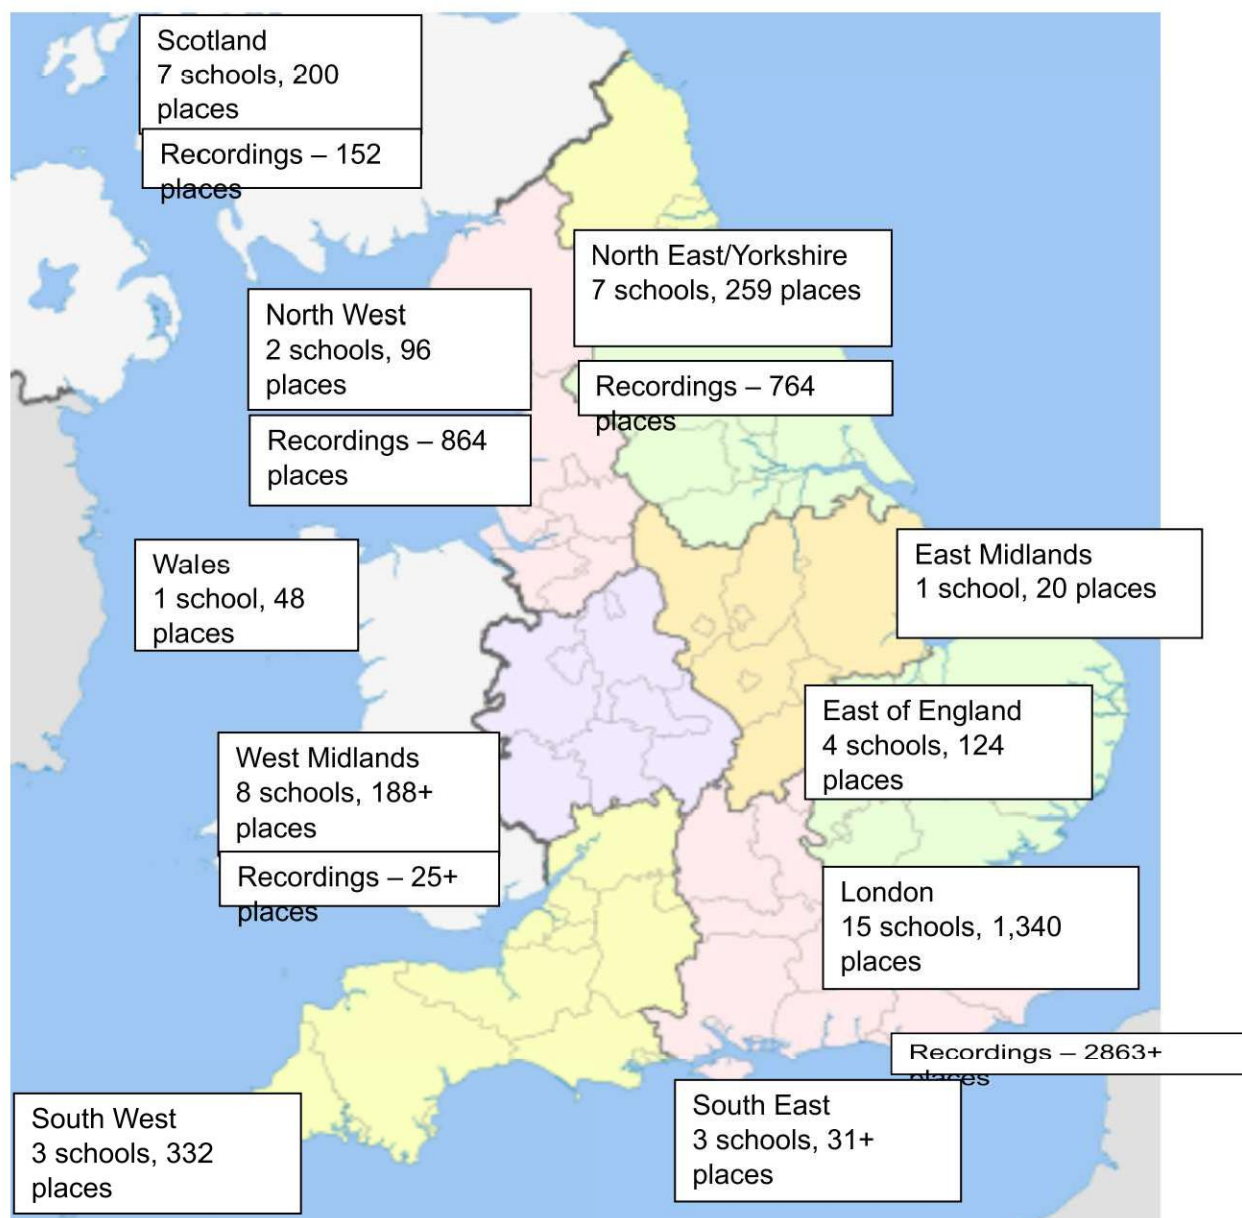 Scotland
7 schools, 200
places
Recordings – 152
places
North East/Yorkshire
7 schools, 259 places
North West
2 schools, 96
places
Recordings – 764
places
Recordings – 864
places
East Midlands
1 school, 20 places
Wales
1 school, 48
places
East of England
4 schools, 124
places
West Midlands
8 schools, 188+
places
Recordings – 25+
places
London
15 schools, 1,340
places
Recordings – 2863+
places
South East
3 schools, 31+
places
South West
3 schools, 332
places